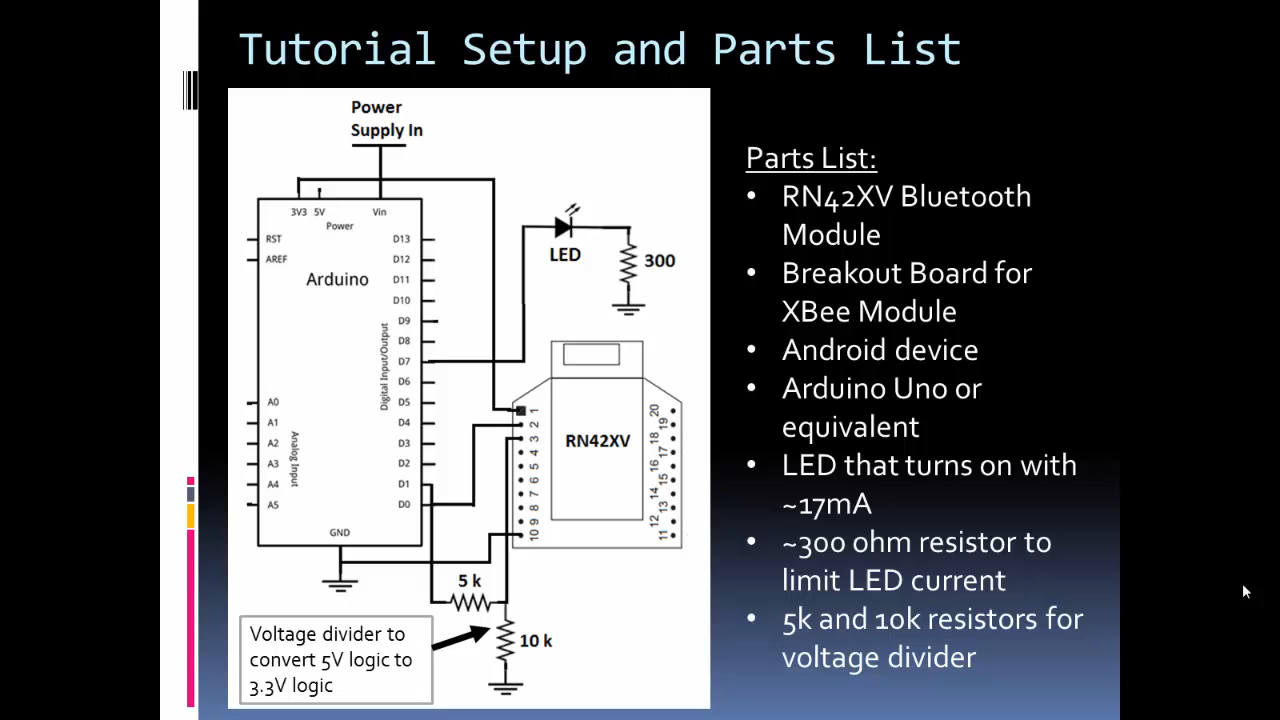 Tutorial Setup and Parts List
Power
Supply In
3V3 5V Vin
Power
RST
AREF
Arduino
D13
D12
D11
D10
D9
D8
D7
D6
D5
D4
D3
D2
D1
D0
Digital Input/Output
A0
A1
A2
A3
A4
A5
Analog Input
GND
LED
300
RN42XV
1
2
3
4
5
6
7
8
9
10
20
19
18
17
16
15
14
13
12
11
5 k
10 k
Voltage divider to
convert 5V logic to
3.3V logic
Parts List:
• RN42XV Bluetooth
Module
• Breakout Board for
XBee Module
• Android device
• Arduino Uno or
equivalent
• LED that turns on with
~17mA
• ~300 ohm resistor to
limit LED current
• 5k and 10k resistors for
voltage divider